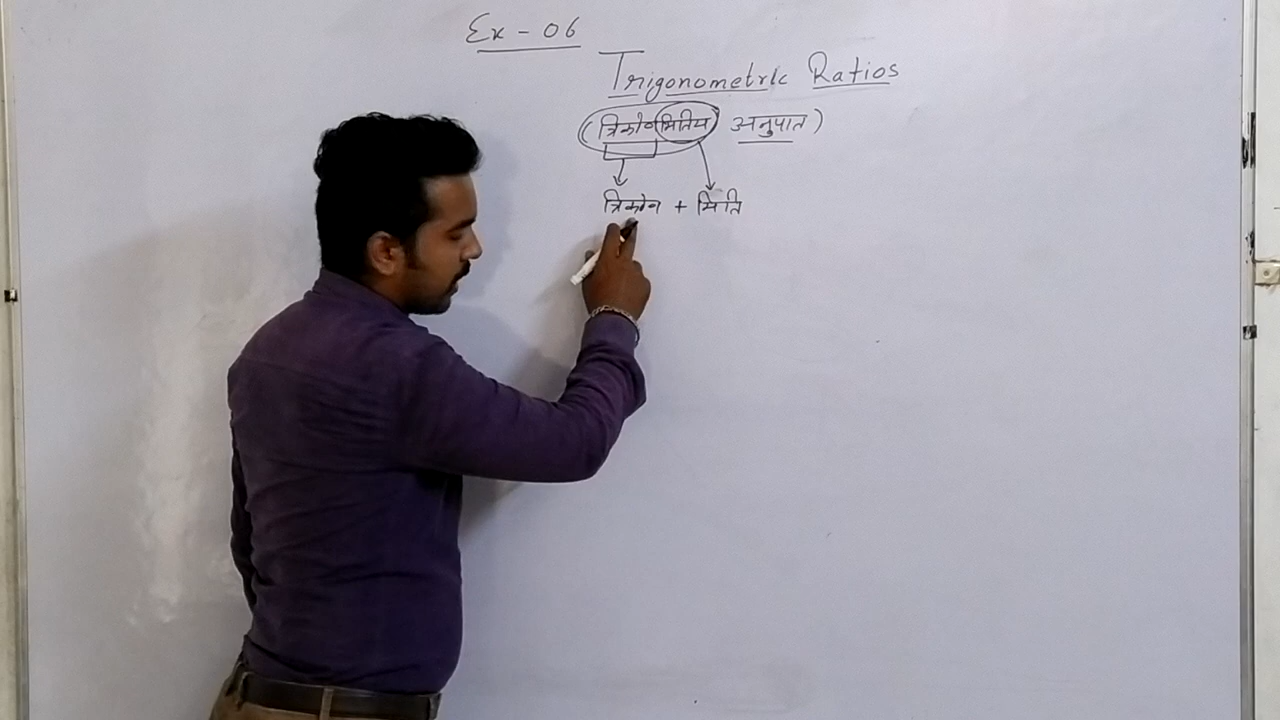 Ex - 06
Trigonometric Ratios
(त्रिकोणमितिय अनुपात)
त्रिकोण + मिति